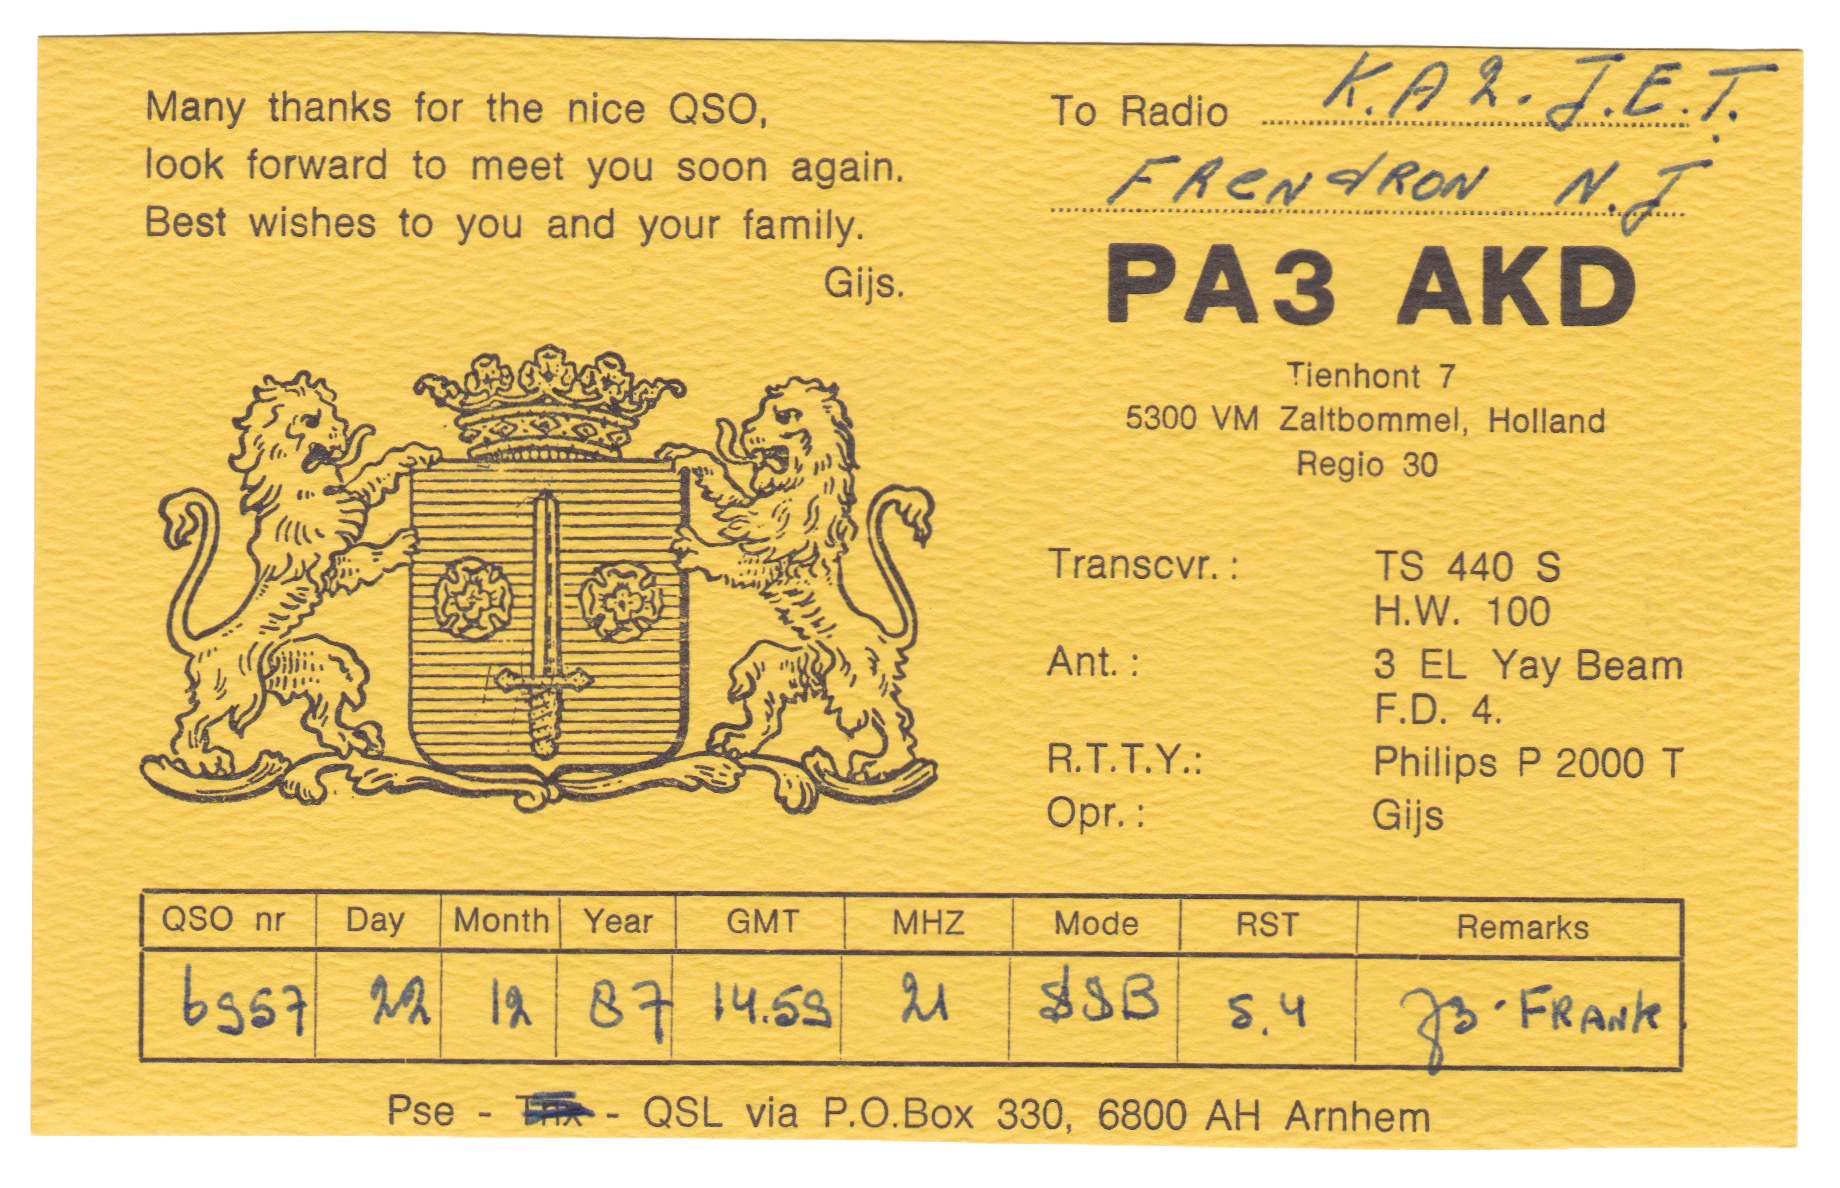 Many thanks for the nice QSO,
look forward to meet you soon again.
Best wishes to you and your family.
Gijs.
To Radio K.A2.J.E.T.
FRENdRON N.J
PA3 AKD
Tienhont 7
5300 VM Zaltbommel, Holland
Regio 30
Transcvr.: TS 440 S
H.W. 100
Ant.: 3 EL Yay Beam
F.D. 4.
R.T.T.Y.: Philips P 2000 T
Opr.: Gijs
QSO nr Day Month Year GMT MHZ Mode RST Remarks
6957 22 12 87 14.59 21 SSB 5.4 73·FRANK.
Pse - Tnx - QSL via P.O.Box 330, 6800 AH Arnhem